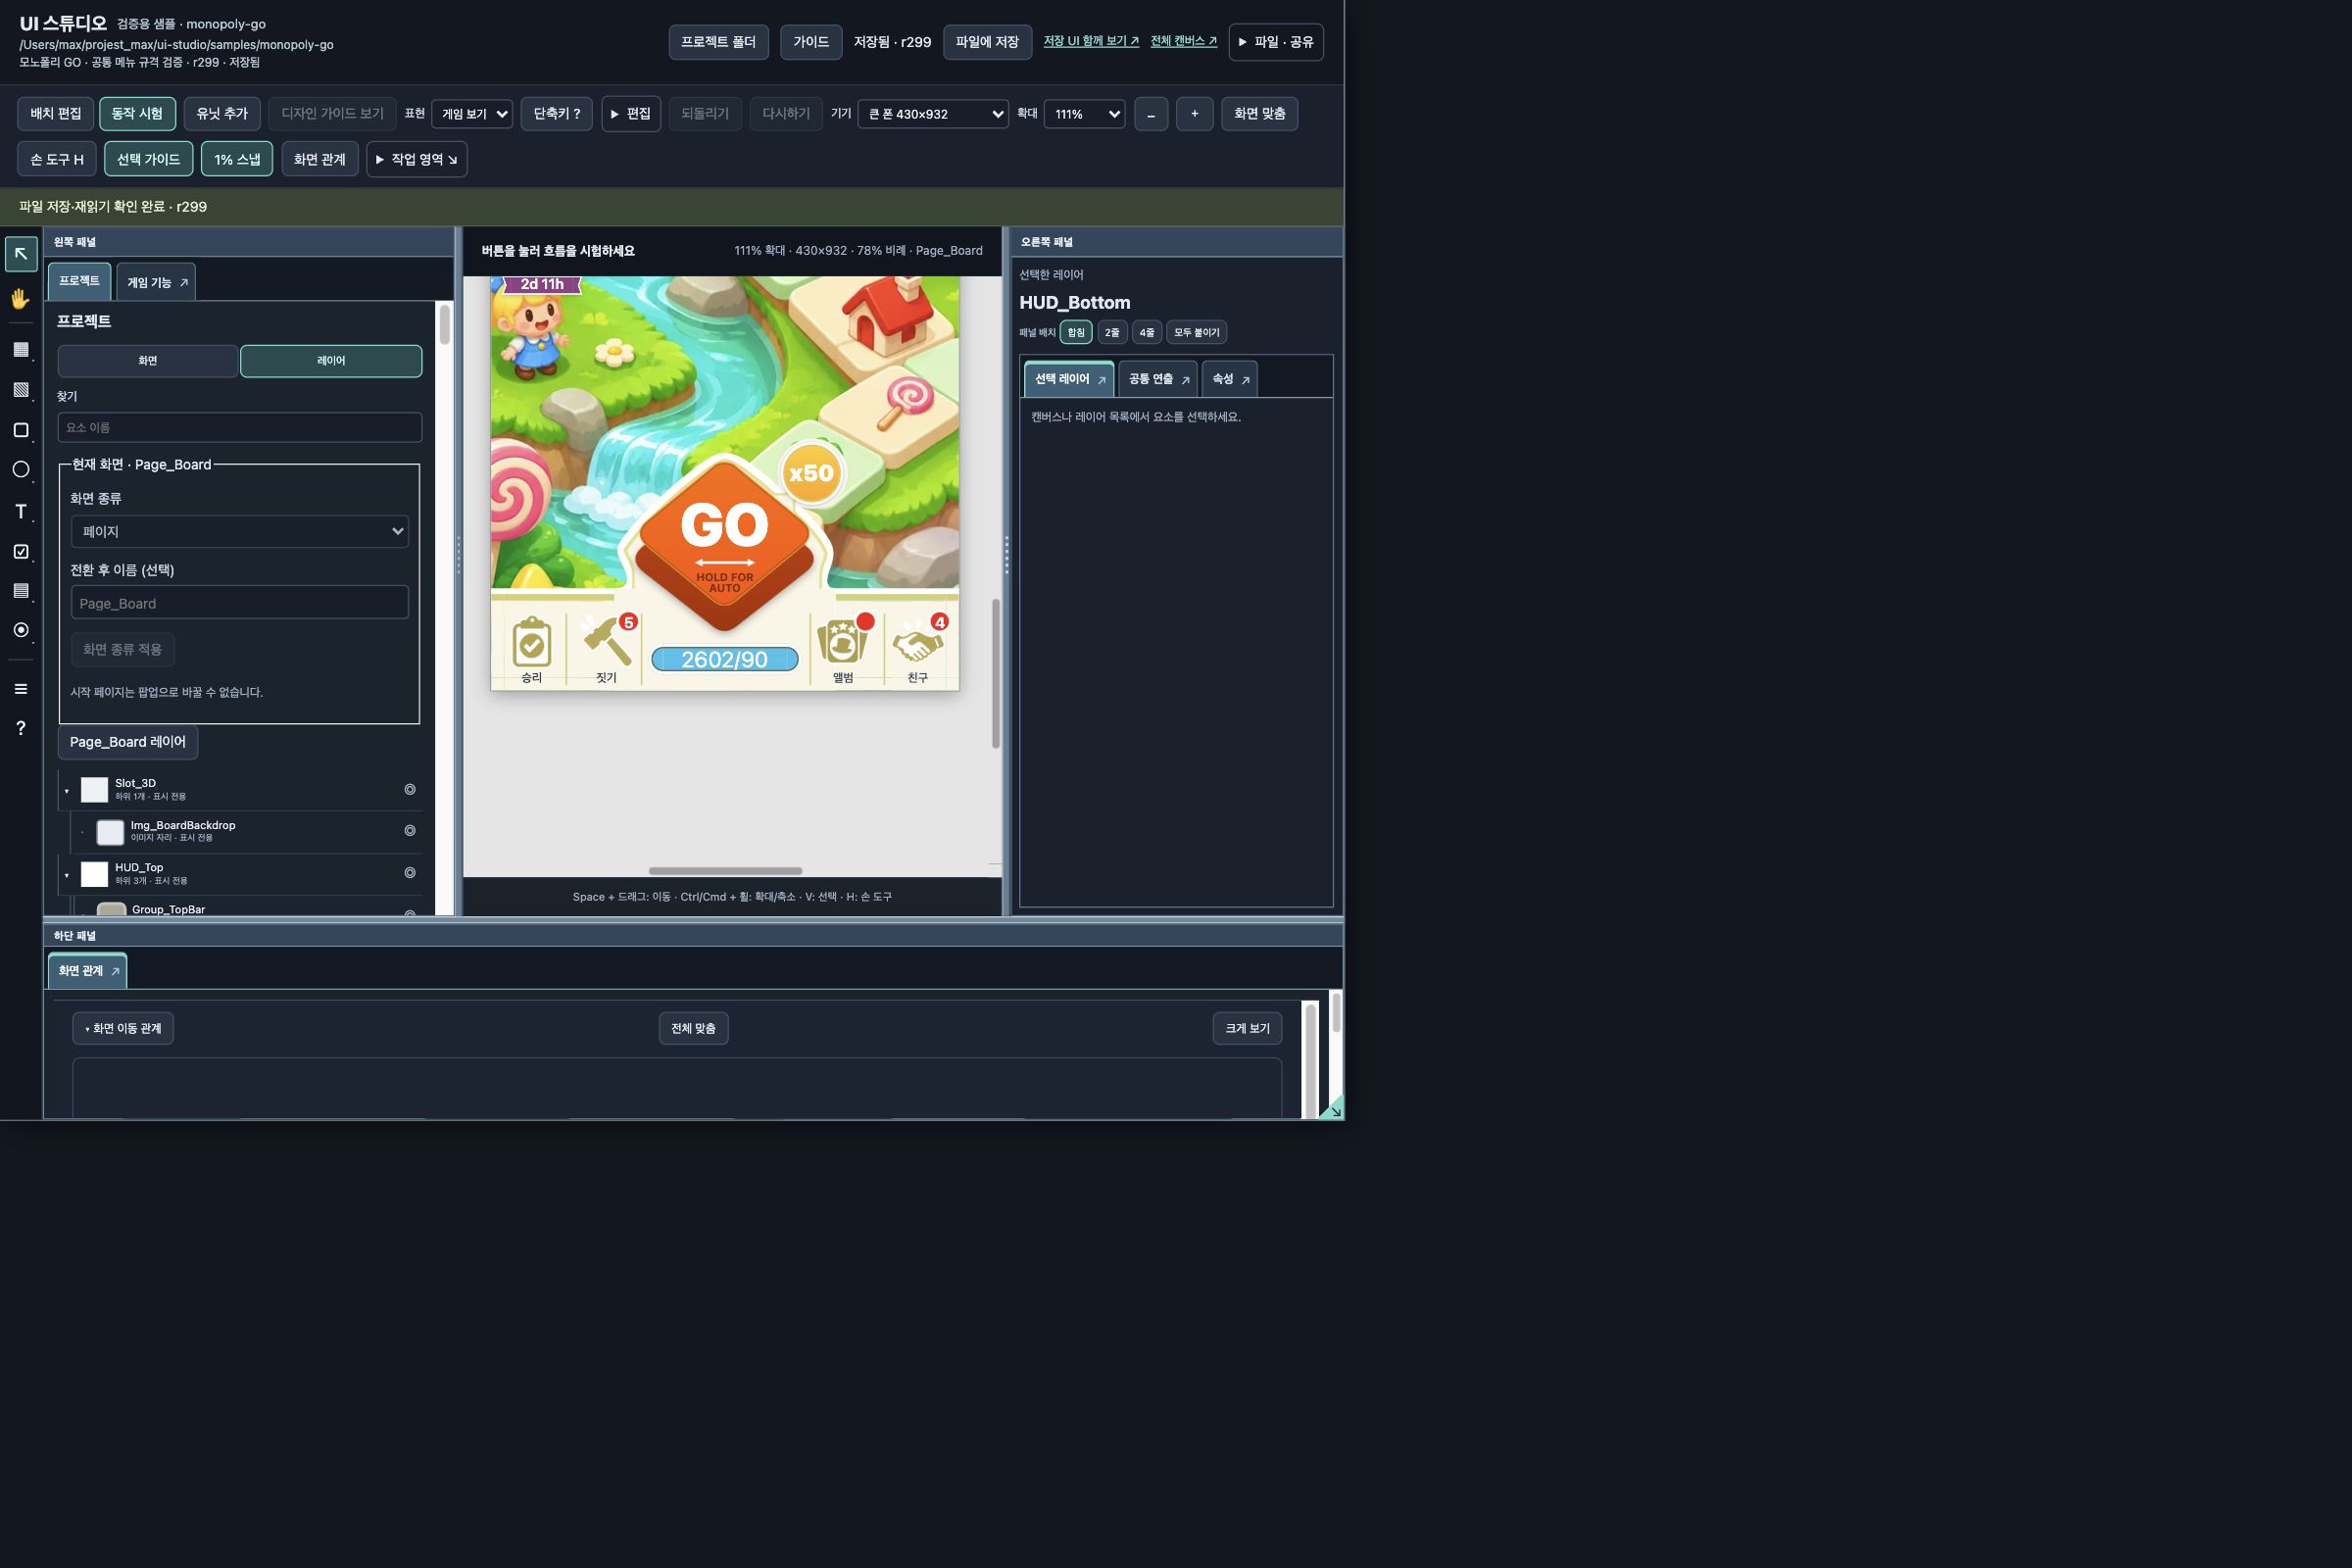 UI 스튜디오 검증용 샘플 · monopoly-go
/Users/max/projest_max/ui-studio/samples/monopoly-go
모노폴리 GO · 공통 메뉴 규격 검증 · r299 · 저장됨
프로젝트 폴더 가이드 저장됨 · r299 파일에 저장 저장 UI 함께 보기 ↗ 전체 캔버스 ↗ ▶ 파일 · 공유
배치 편집 동작 시험 유닛 추가 디자인 가이드 보기 표현 게임 보기 단축키 ? ▶ 편집 되돌리기 다시하기 기기 큰 폰 430×932 확대 111% − + 화면 맞춤
손 도구 H 선택 가이드 1% 스냅 화면 관계 ▶ 작업 영역 ↘
파일 저장·재읽기 확인 완료 · r299
왼쪽 패널
프로젝트 게임 기능 ↗
프로젝트
화면 레이어
찾기
요소 이름
현재 화면 · Page_Board
화면 종류
페이지
전환 후 이름 (선택)
Page_Board
화면 종류 적용
시작 페이지는 팝업으로 바꿀 수 없습니다.
Page_Board 레이어
Slot_3D
하위 1개 · 표시 전용
Img_BoardBackdrop
이미지 자리 · 표시 전용
HUD_Top
하위 3개 · 표시 전용
Group_TopBar
T
?
버튼을 눌러 흐름을 시험하세요 111% 확대 · 430×932 · 78% 비례 · Page_Board
2d 11h
x50
GO
HOLD FOR
AUTO
5
4
2602/90
승리 짓기 앨범 친구
Space + 드래그: 이동 · Ctrl/Cmd + 휠: 확대/축소 · V: 선택 · H: 손 도구
오른쪽 패널
선택한 레이어
HUD_Bottom
패널 배치 합침 2줄 4줄 모두 붙이기
선택 레이어 ↗ 공통 연출 ↗ 속성 ↗
캔버스나 레이어 목록에서 요소를 선택하세요.
하단 패널
화면 관계 ↗
▾ 화면 이동 관계 전체 맞춤 크게 보기